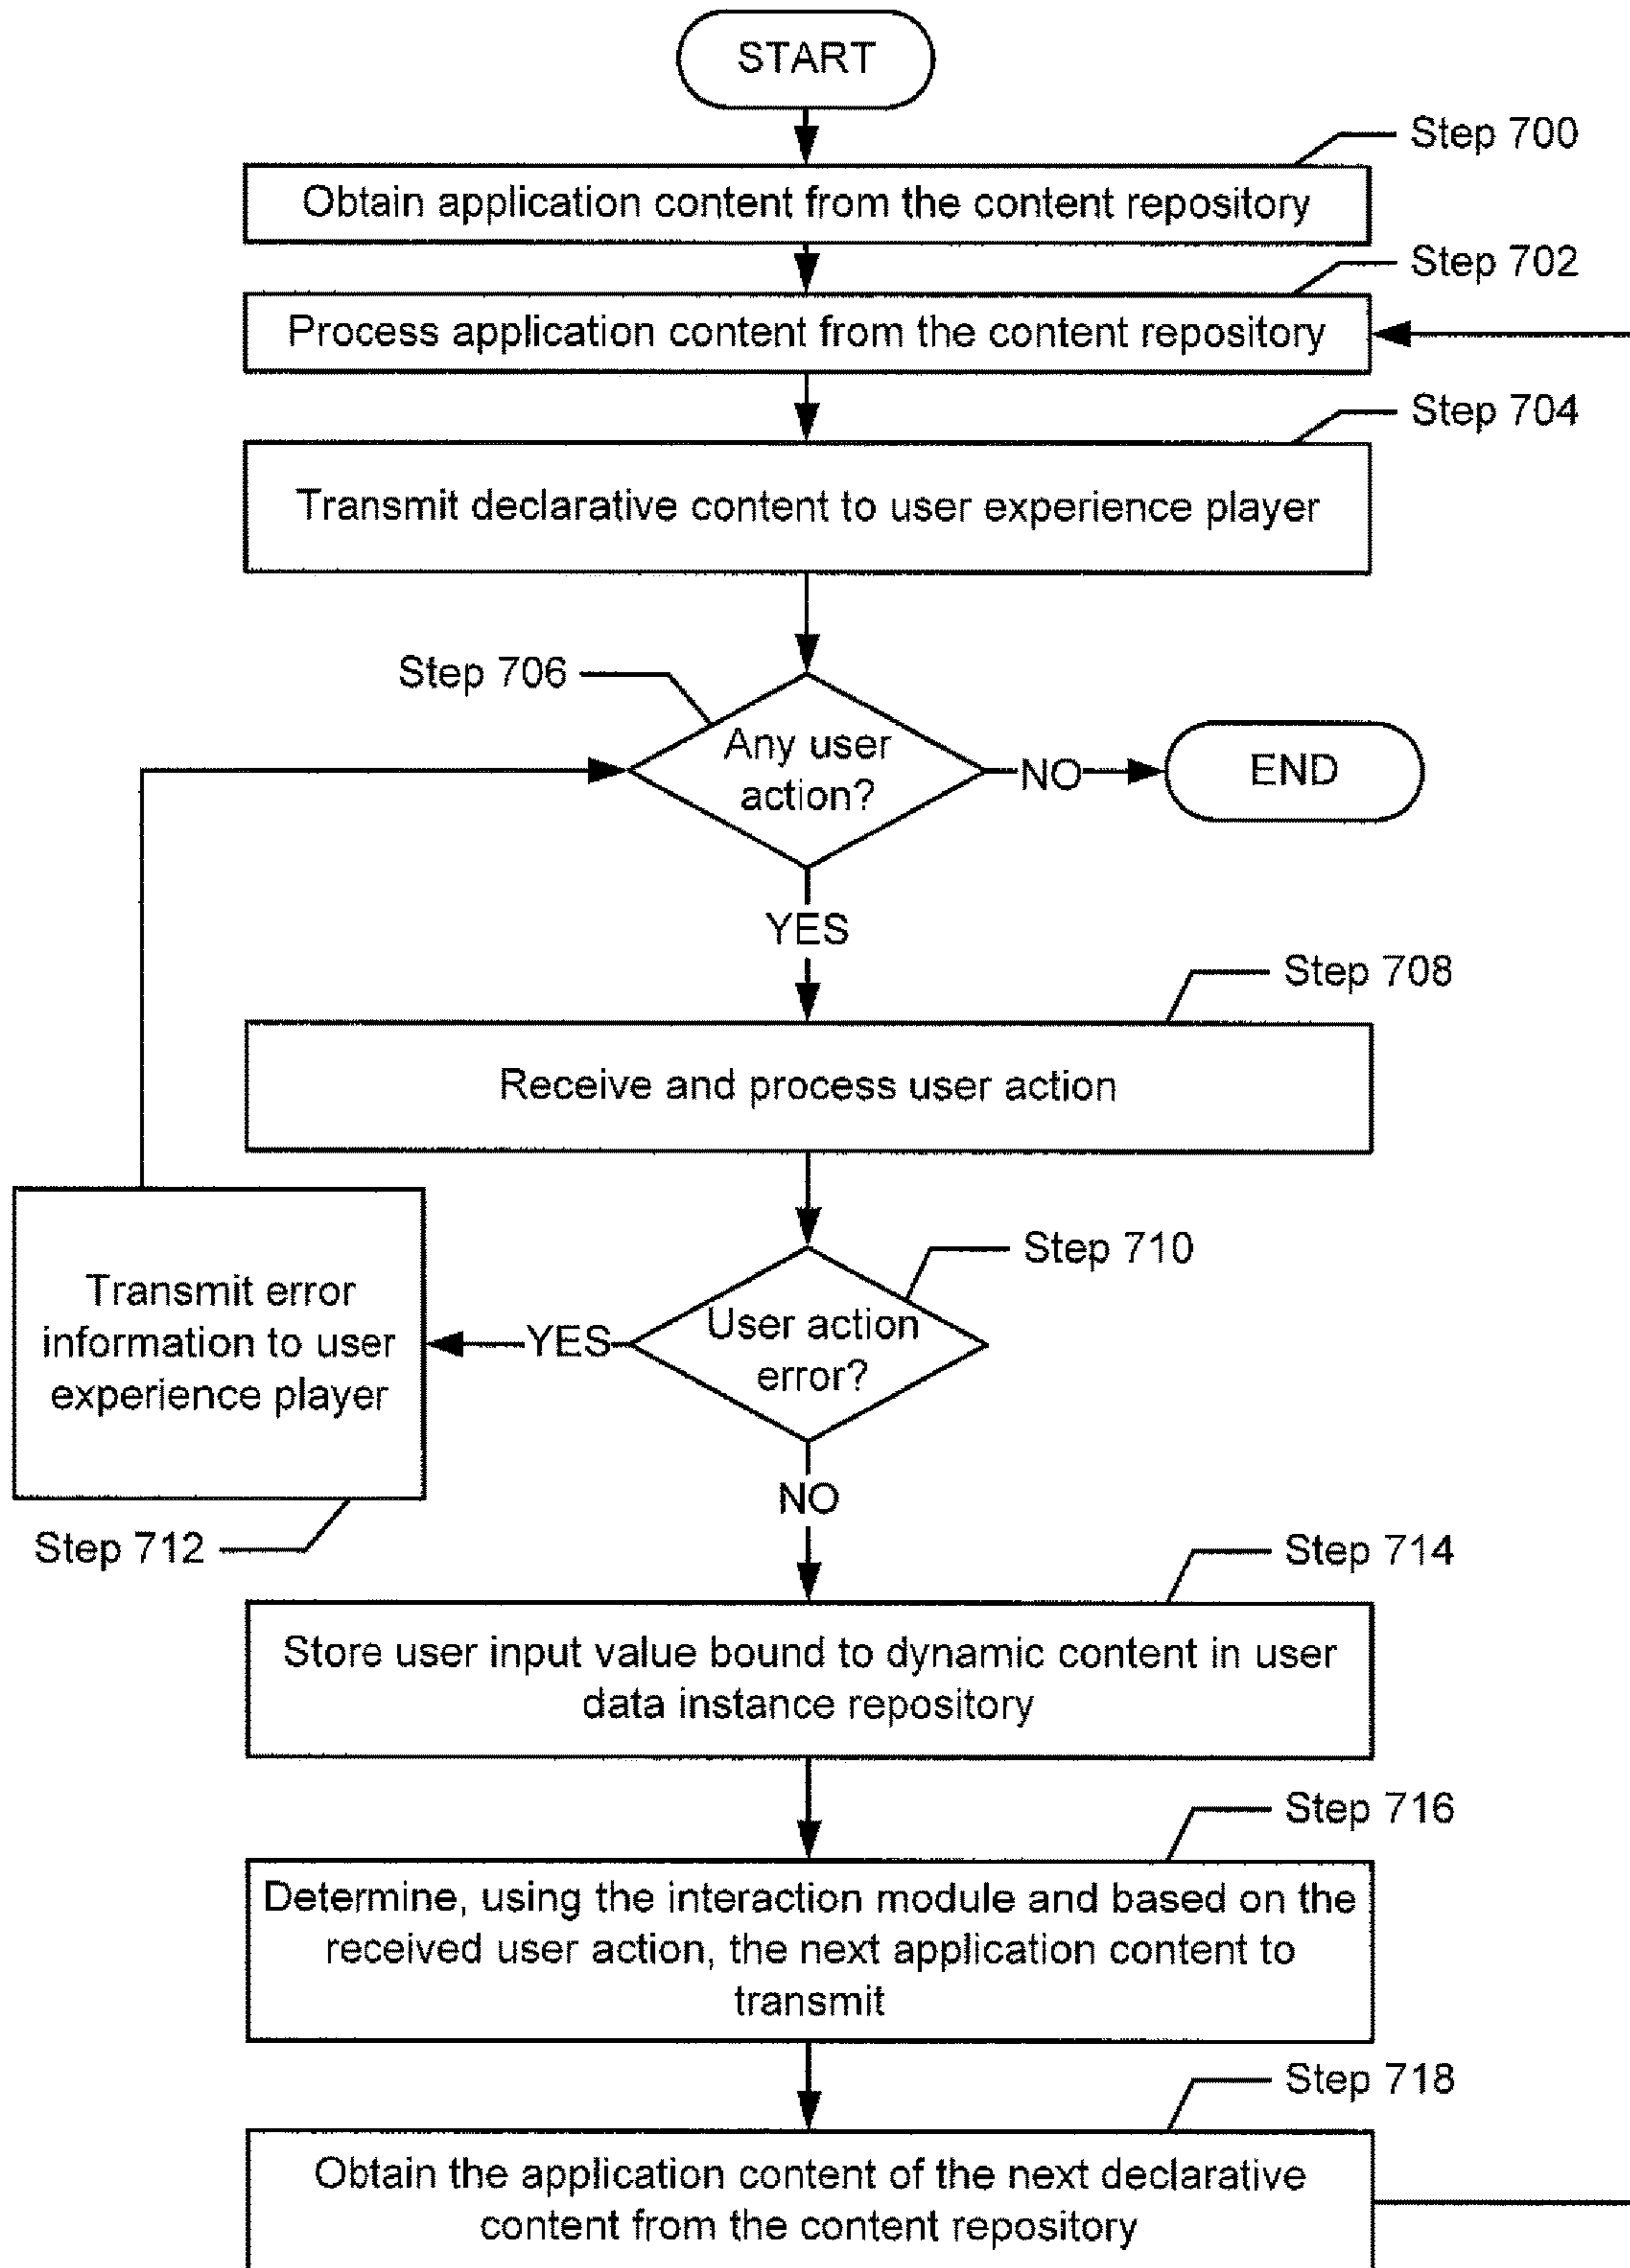 START
Step 700
Obtain application content from the content repository
Step 702
Process application content from the content repository
Step 704
Transmit declarative content to user experience player
Step 706
Any user
action?
NO
END
YES
Step 708
Receive and process user action
Step 710
User action
error?
YES
Transmit error
information to user
experience player
Step 712
NO
Step 714
Store user input value bound to dynamic content in user
data instance repository
Step 716
Determine, using the interaction module and based on the
received user action, the next application content to
transmit
Step 718
Obtain the application content of the next declarative
content from the content repository